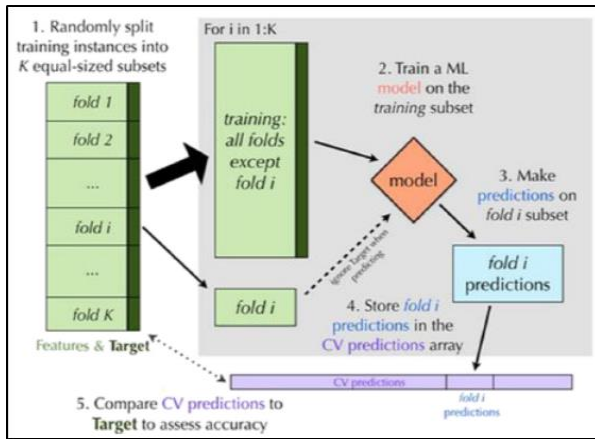 1. Randomly split
training instances into
K equal-sized subsets
fold 1
fold 2
...
fold i
...
fold K
Features & Target
For i in 1:K
training:
all folds
except
fold i
fold i
2. Train a ML
model on the
training subset
model
Ignore Target when
predicting
3. Make
predictions on
fold i subset
fold i
predictions
4. Store fold i
predictions in the
CV predictions array
CV predictions
fold i
predictions
5. Compare CV predictions to
Target to assess accuracy